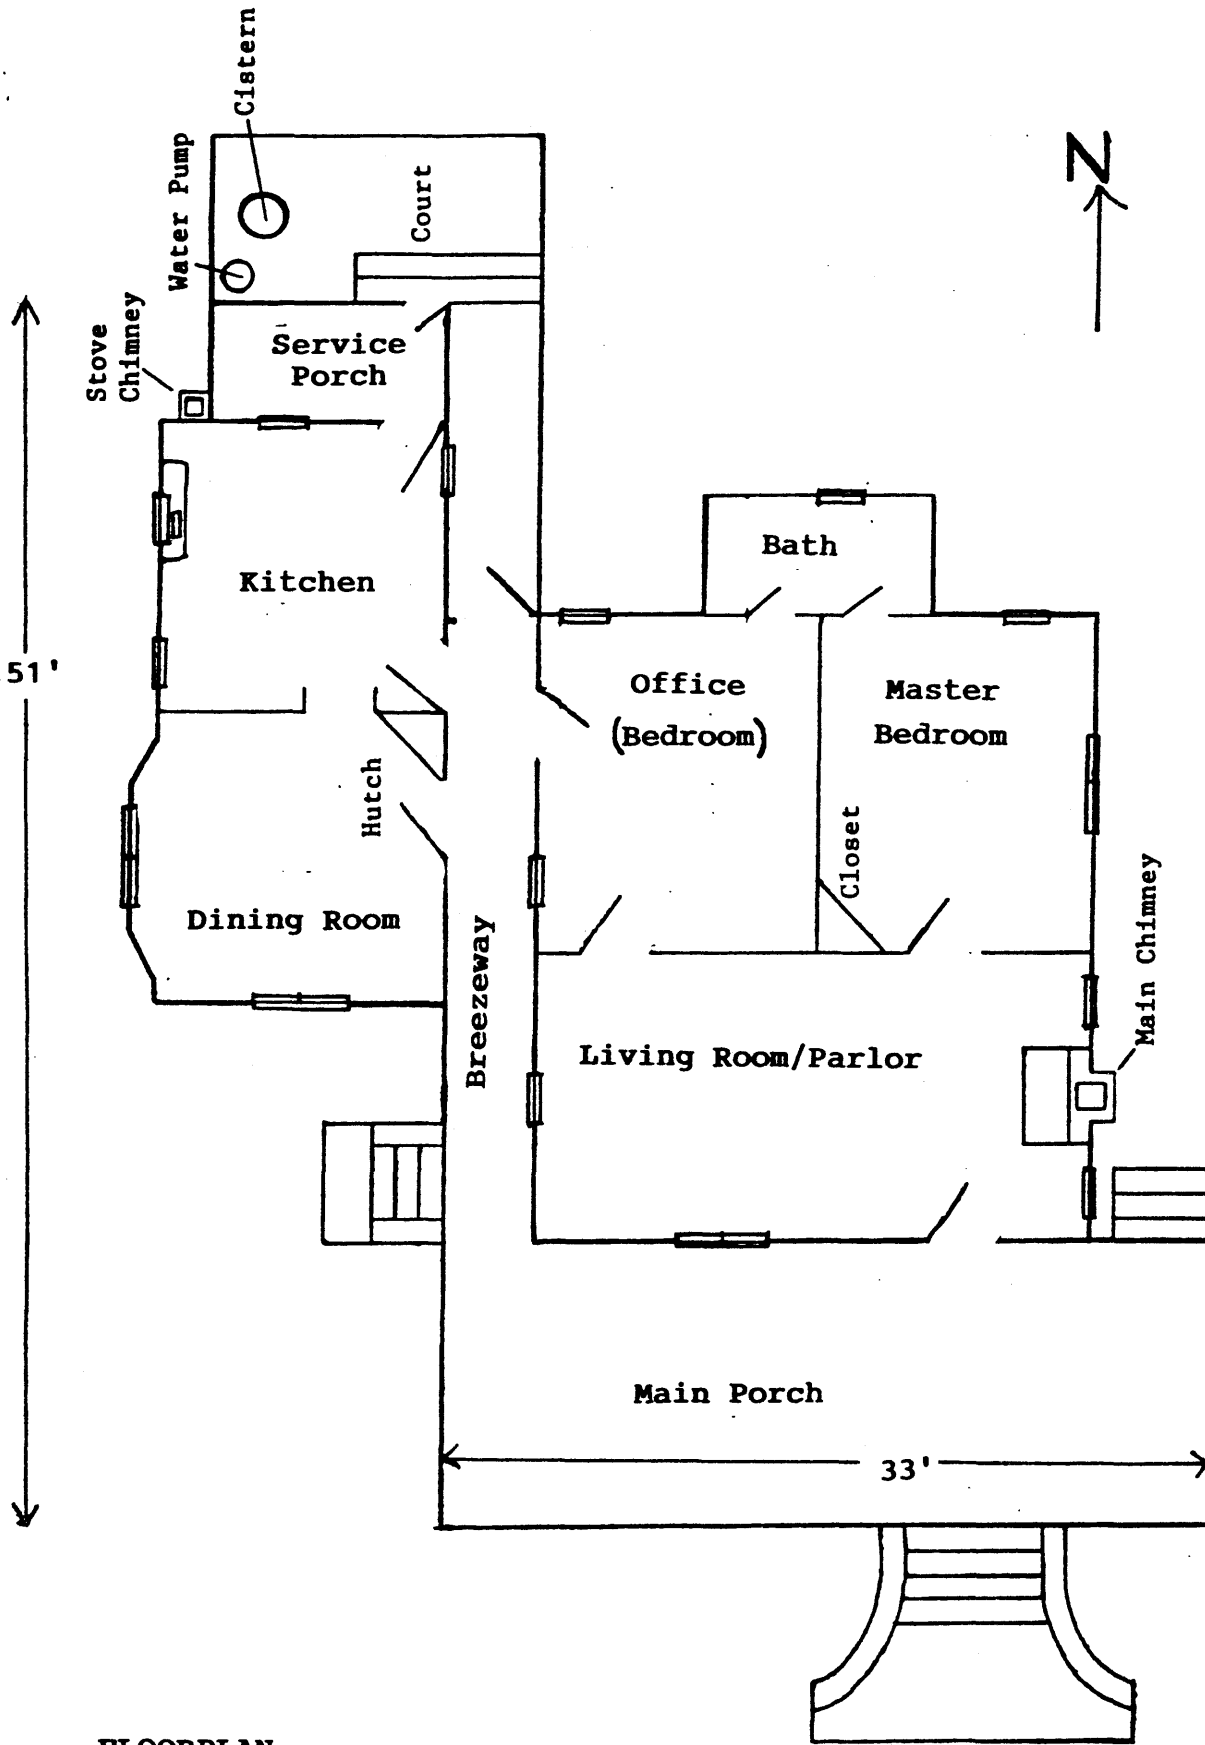 Cistern
Water Pump
Court
N
Stove
Chimney
Service
Porch
Bath
Kitchen
51'
Office
(Bedroom)
Master
Bedroom
Hutch
Closet
Dining Room
Breezeway
Main Chimney
Living Room/Parlor
Main Porch
33'
FLOORPLAN